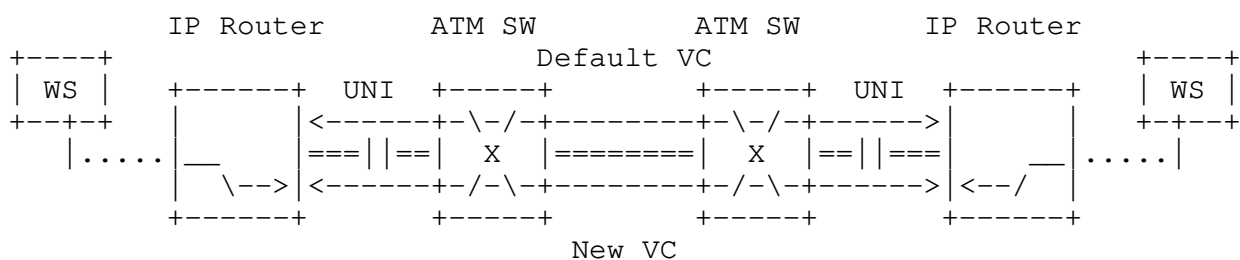 IP Router ATM SW ATM SW IP Router
Default VC
WS UNI UNI WS
X X
New VC